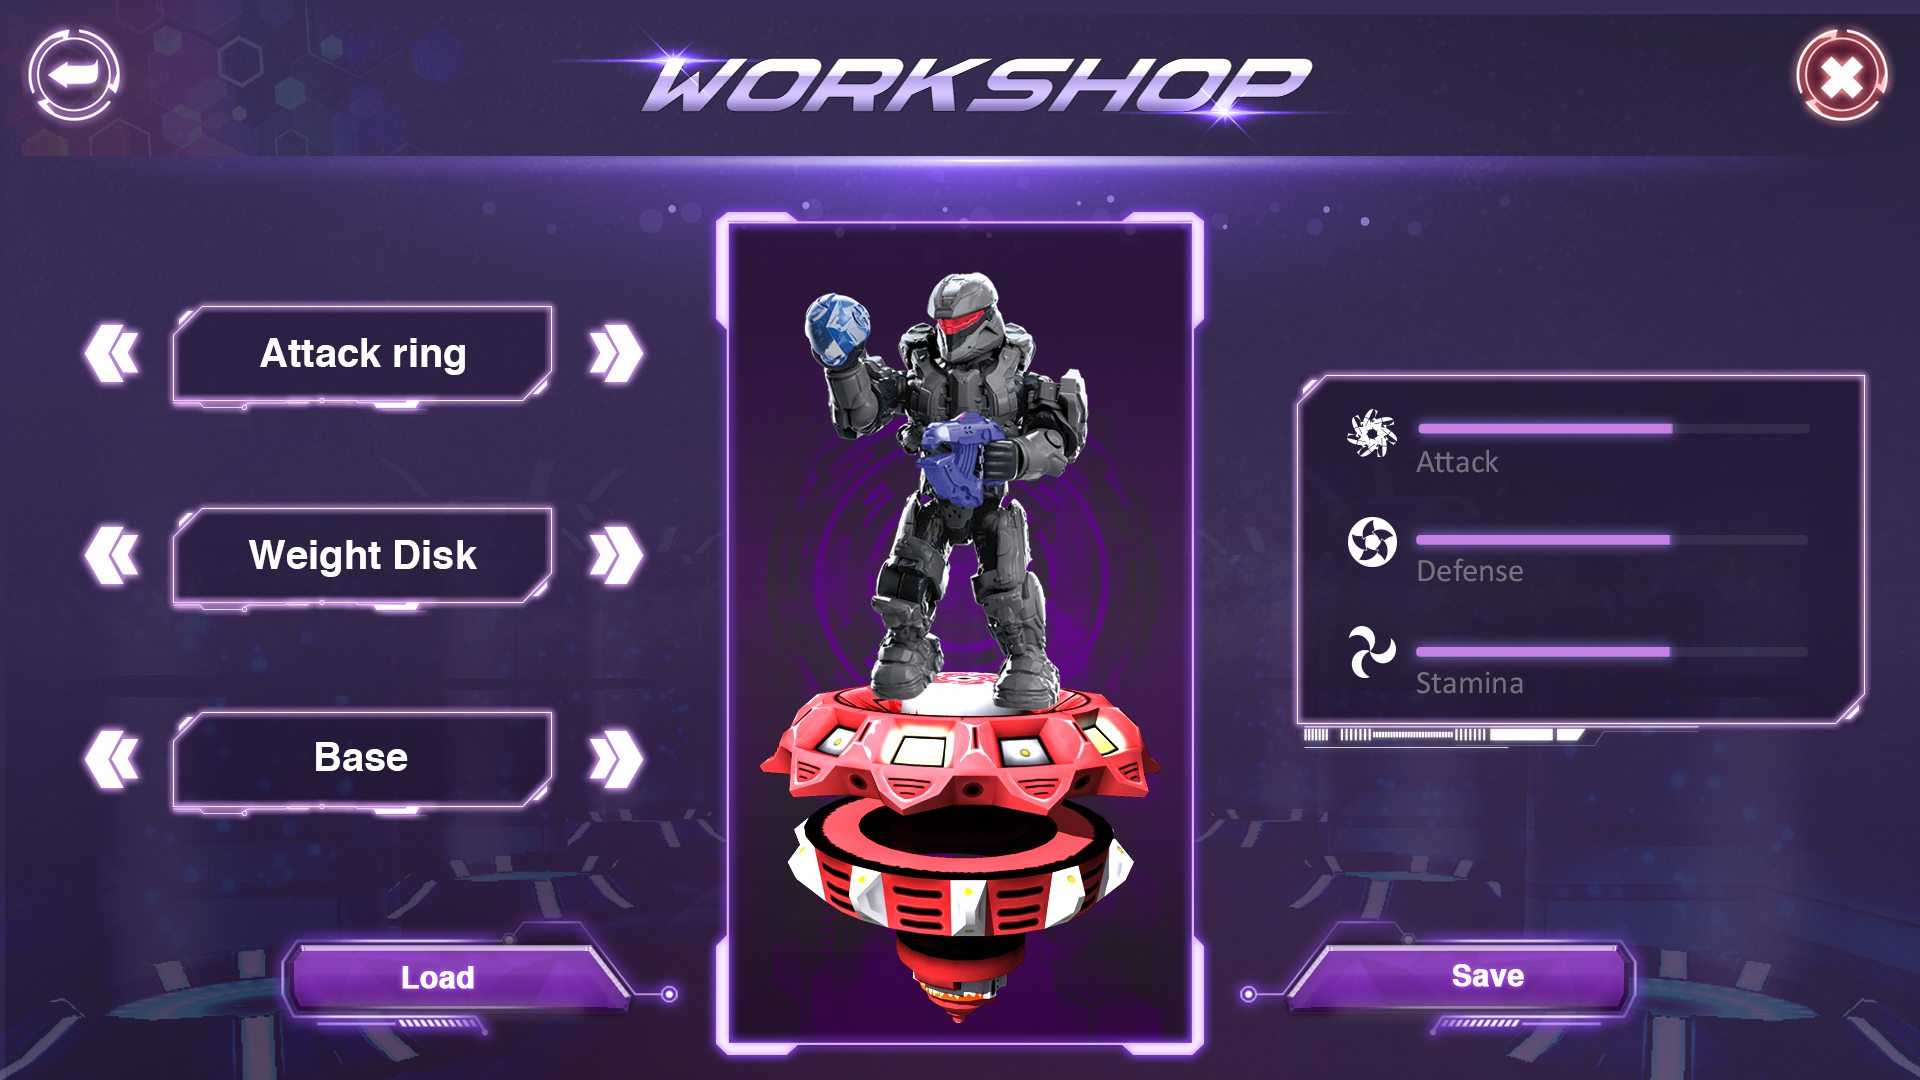 WORKSHOP
Attack ring
Weight Disk
Base
Attack
Defense
Stamina
Load
Save